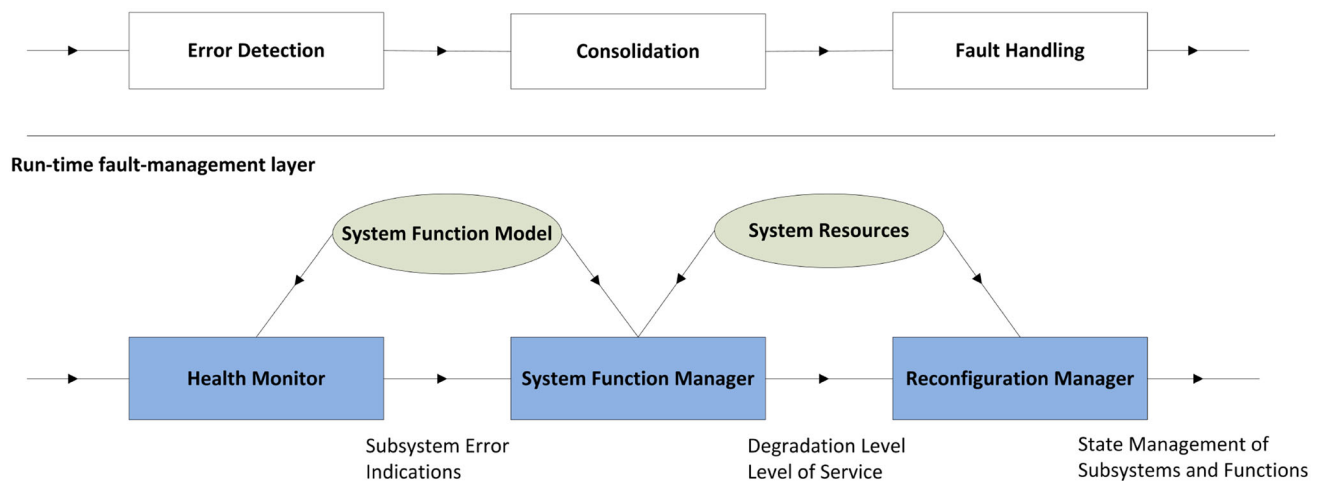 Error Detection
Consolidation
Fault Handling
Run-time fault-management layer
System Function Model
System Resources
Health Monitor
System Function Manager
Reconfiguration Manager
Subsystem Error
Indications
Degradation Level
Level of Service
State Management of
Subsystems and Functions